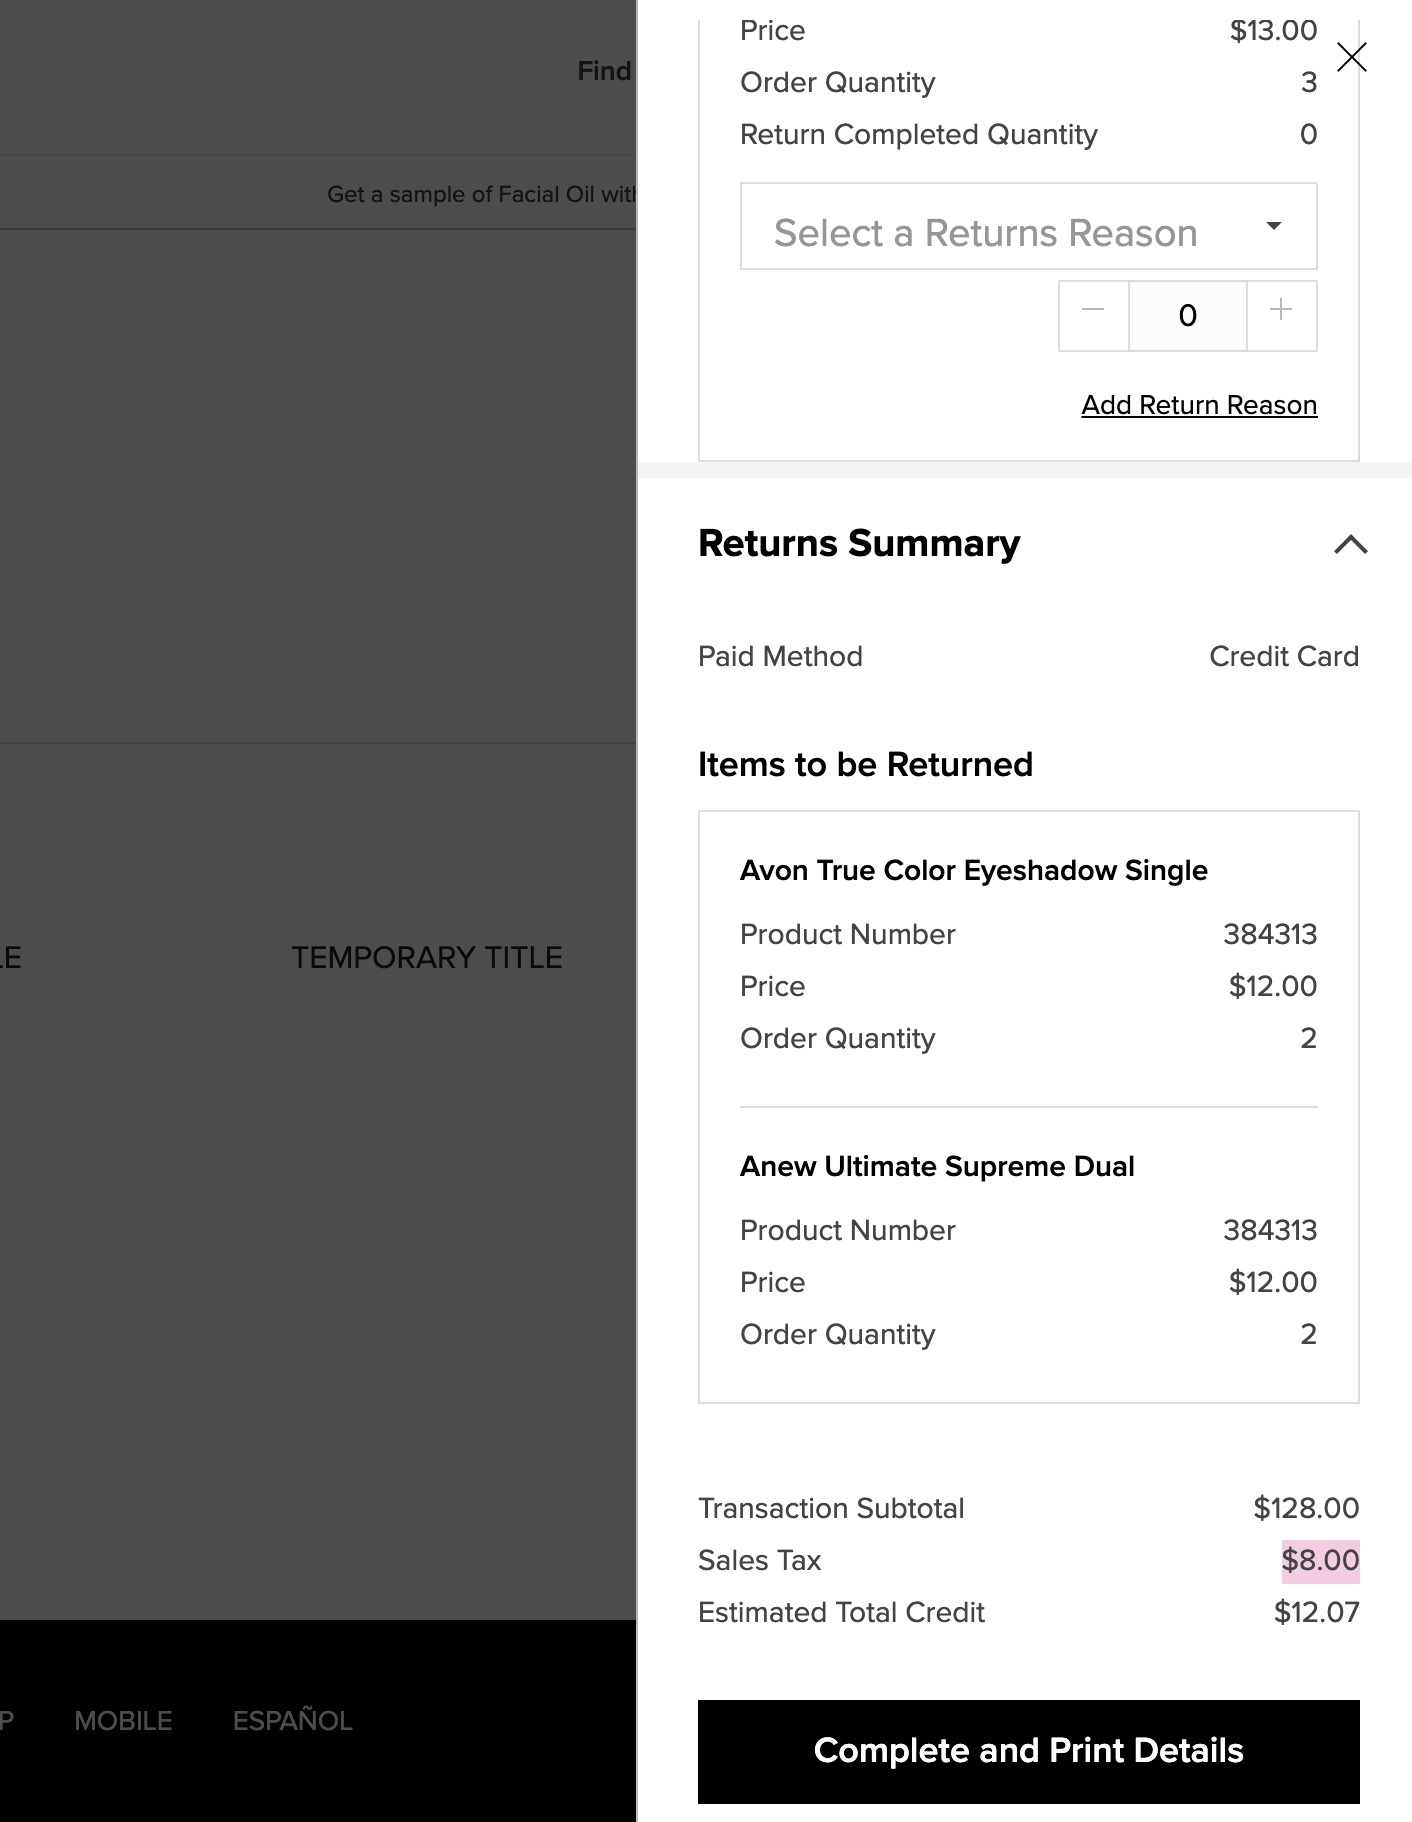 Price $13.00
Find
Order Quantity 3
Return Completed Quantity 0
Get a sample of Facial Oil
Select a Returns Reason
0
Add Return Reason
Returns Summary
Paid Method Credit Card
Items to be Returned
Avon True Color Eyeshadow Single
Product Number 384313
TEMPORARY TITLE
Price $12.00
Order Quantity 2
Anew Ultimate Supreme Dual
Product Number 384313
Price $12.00
Order Quantity 2
Transaction Subtotal $128.00
Sales Tax $8.00
Estimated Total Credit $12.07
MOBILE ESPAÑOL
Complete and Print Details